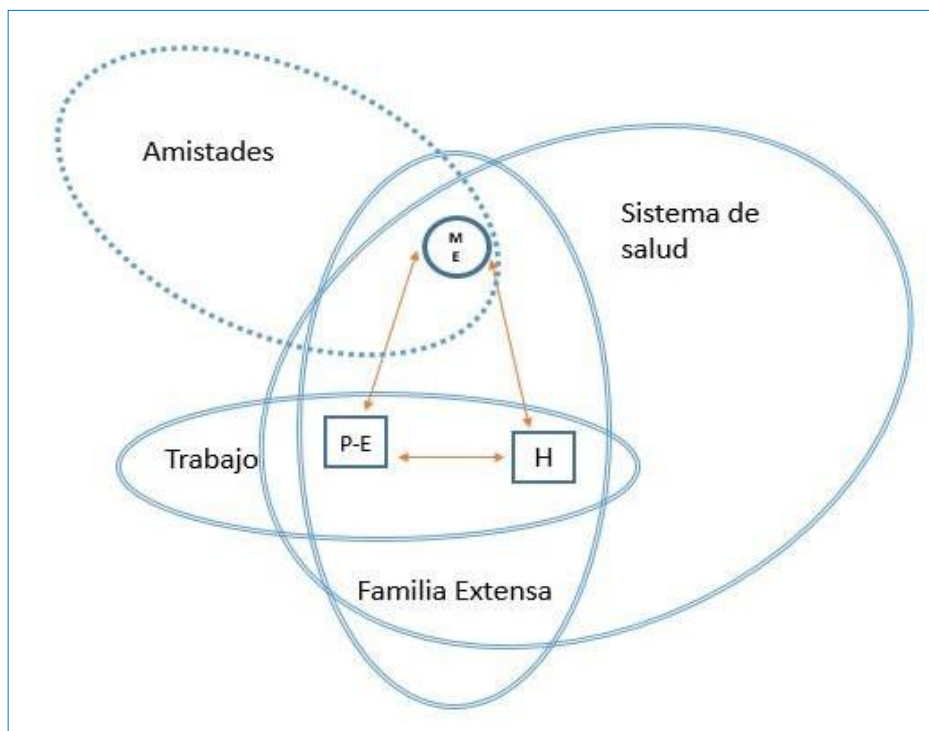 Amistades
Sistema de
salud
M
E
P-E
H
Trabajo
Familia Extensa